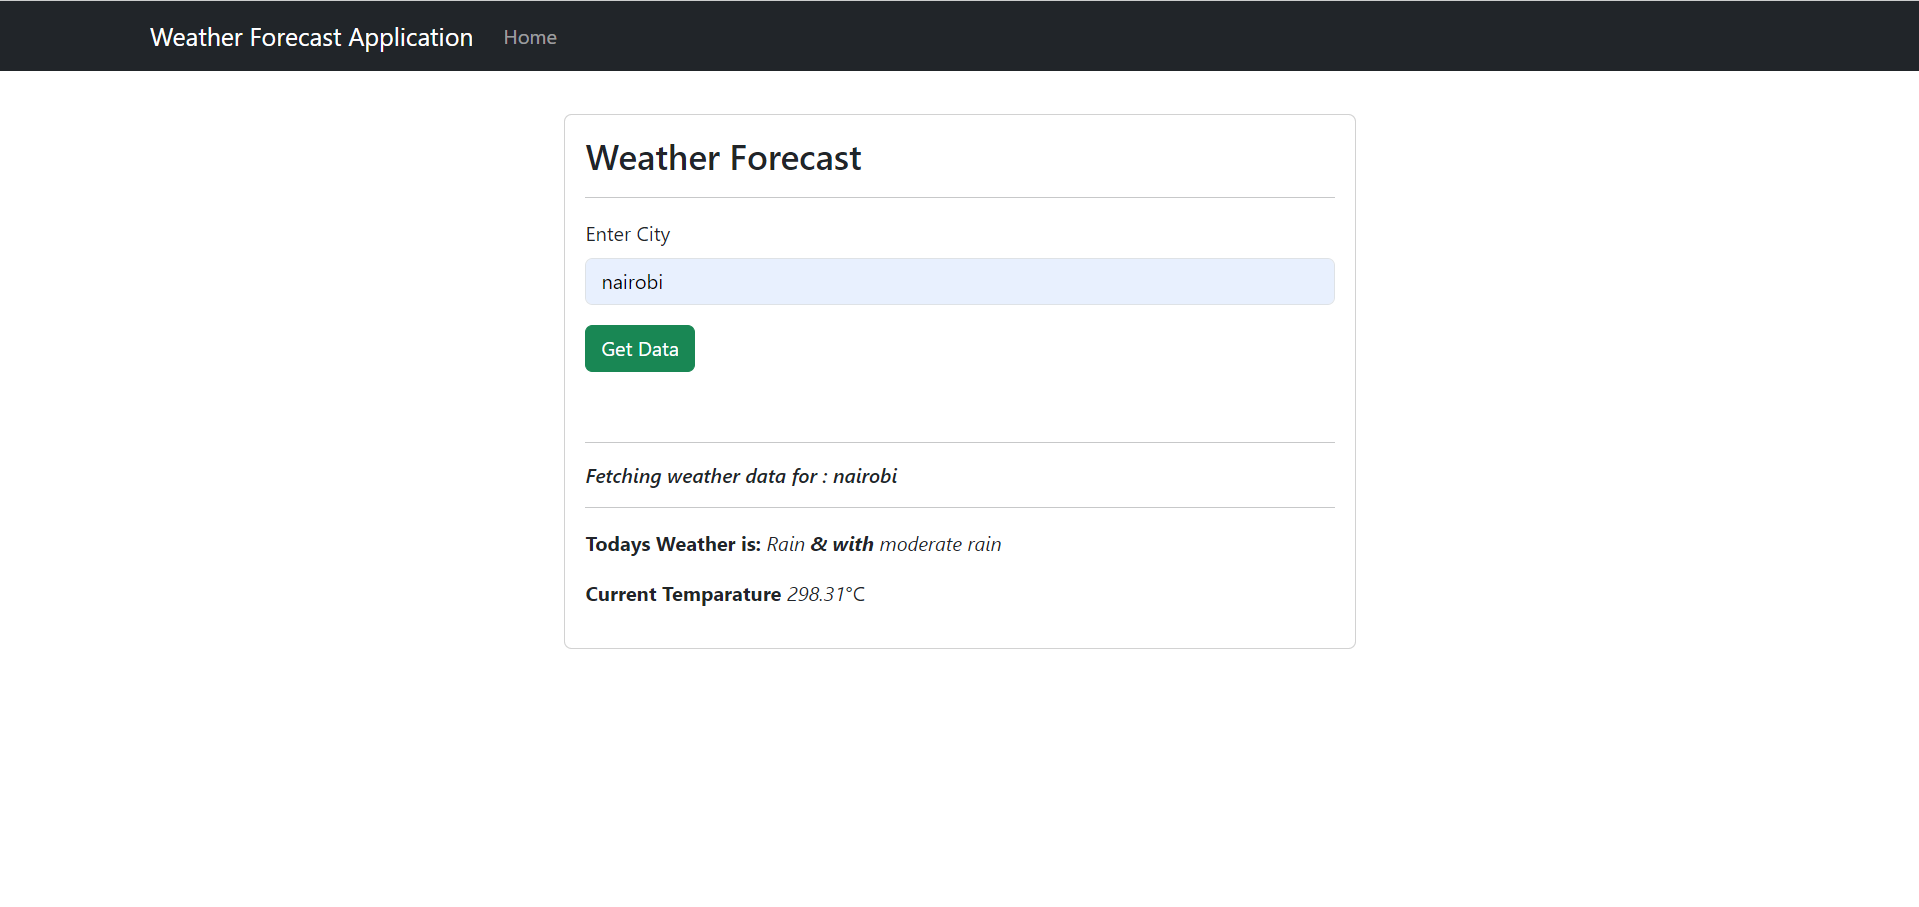 Weather Forecast Application Home
Weather Forecast
Enter City
nairobi
Get Data
Fetching weather data for : nairobi
Todays Weather is: Rain & with moderate rain
Current Temparature 298.31°C